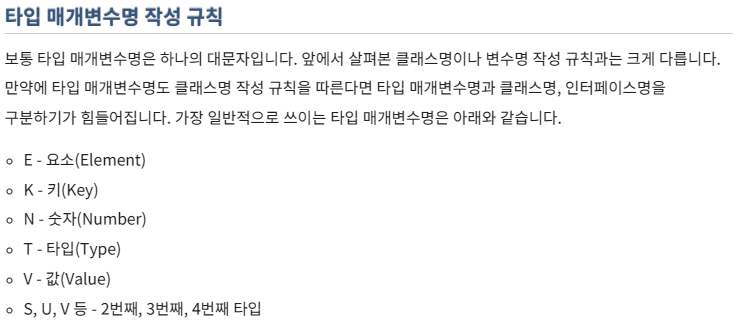 타입 매개변수명 작성 규칙
보통 타입 매개변수명은 하나의 대문자입니다. 앞에서 살펴본 클래스명이나 변수명 작성 규칙과는 크게 다릅니다.
만약에 타입 매개변수명도 클래스명 작성 규칙을 따른다면 타입 매개변수명과 클래스명, 인터페이스명을
구분하기가 힘들어집니다. 가장 일반적으로 쓰이는 타입 매개변수명은 아래와 같습니다.
◦ E - 요소(Element)
◦ K - 키(Key)
◦ N - 숫자(Number)
◦ T - 타입(Type)
◦ V - 값(Value)
◦ S, U, V 등 - 2번째, 3번째, 4번째 타입